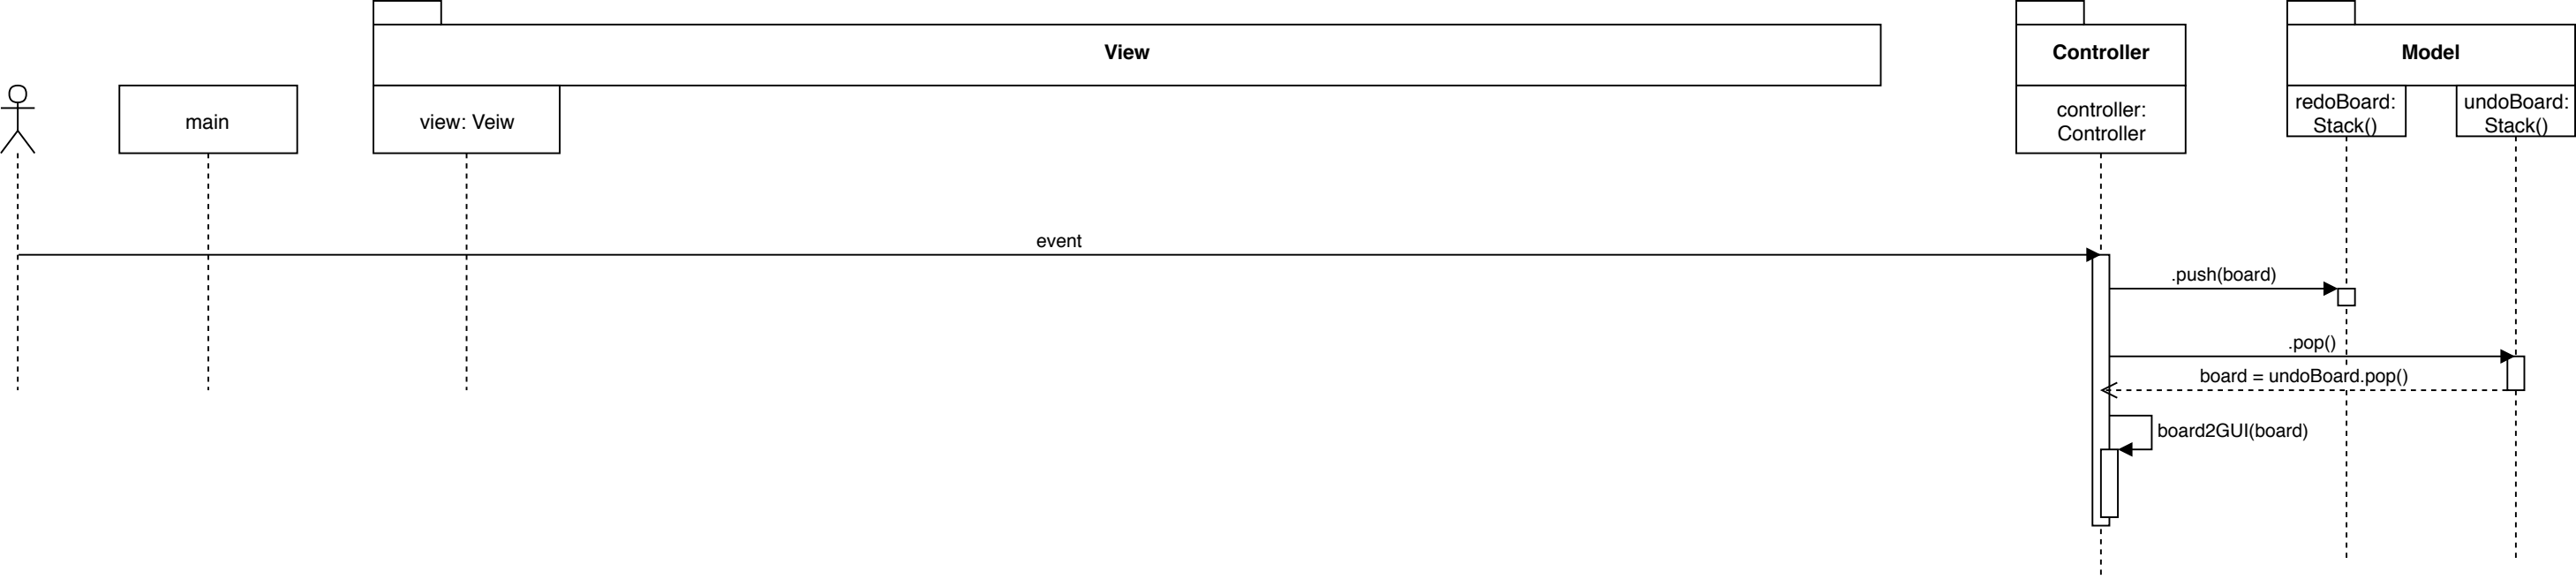 View
Controller
Model
main
view: Veiw
controller:
Controller
redoBoard:
Stack()
undoBoard:
Stack()
event
.push(board)
.pop()
board = undoBoard.pop()
board2GUI(board)